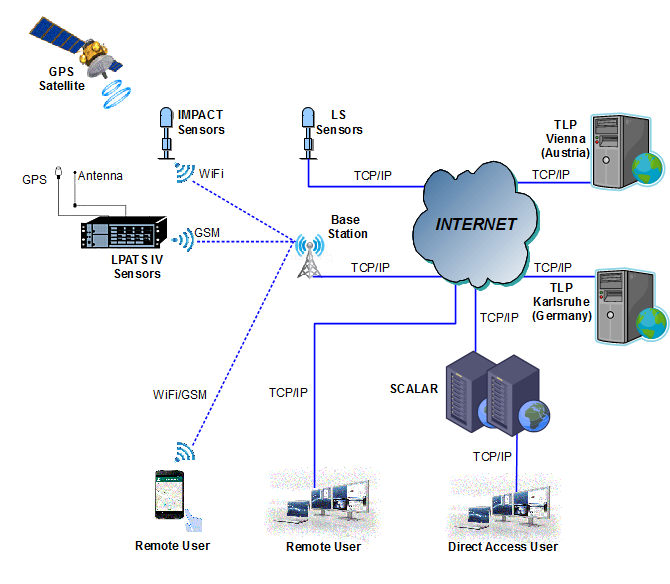 GPS
Satellite
IMPACT
Sensors
LS
Sensors
TLP
Vienna
(Austria)
WiFi
TCP/IP
TCP/IP
GPS
Antenna
INTERNET
Base
Station
GSM
LPATS IV
Sensors
TCP/IP
TCP/IP
TLP
Karlsruhe
(Germany)
TCP/IP
WiFi/GSM
TCP/IP
SCALAR
TCP/IP
Remote User
Remote User
Direct Access User